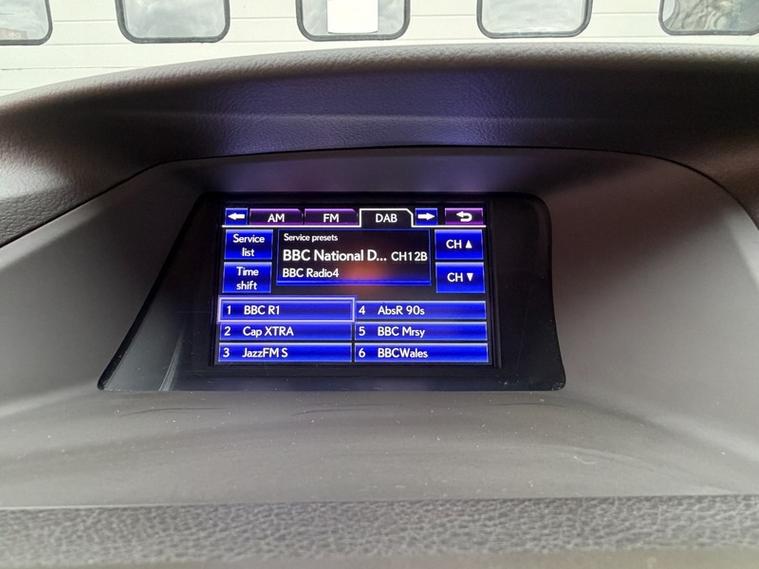 AM FM DAB
Service list
Service presets
BBC National D... CH12B
BBC Radio4
CH ▲
Time shift
CH ▼
1 BBC R1
4 AbsR 90s
2 Cap XTRA
5 BBC Mrsy
3 JazzFM S
6 BBCWales